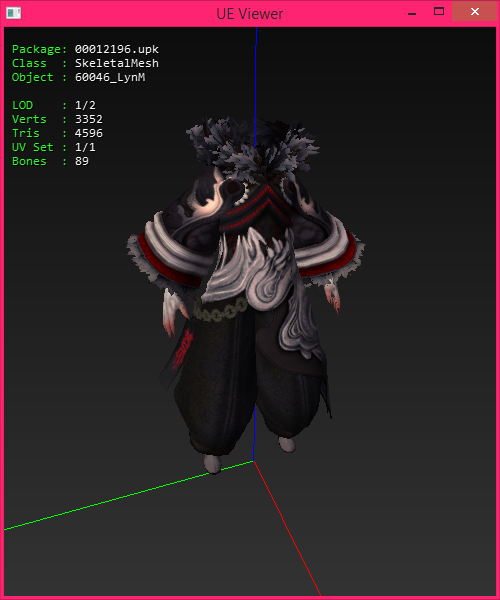 UE Viewer
Package: 00012196.upk
Class  : SkeletalMesh
Object : 60046_LynM
LOD    : 1/2
Verts  : 3352
Tris   : 4596
UV Set : 1/1
Bones  : 89